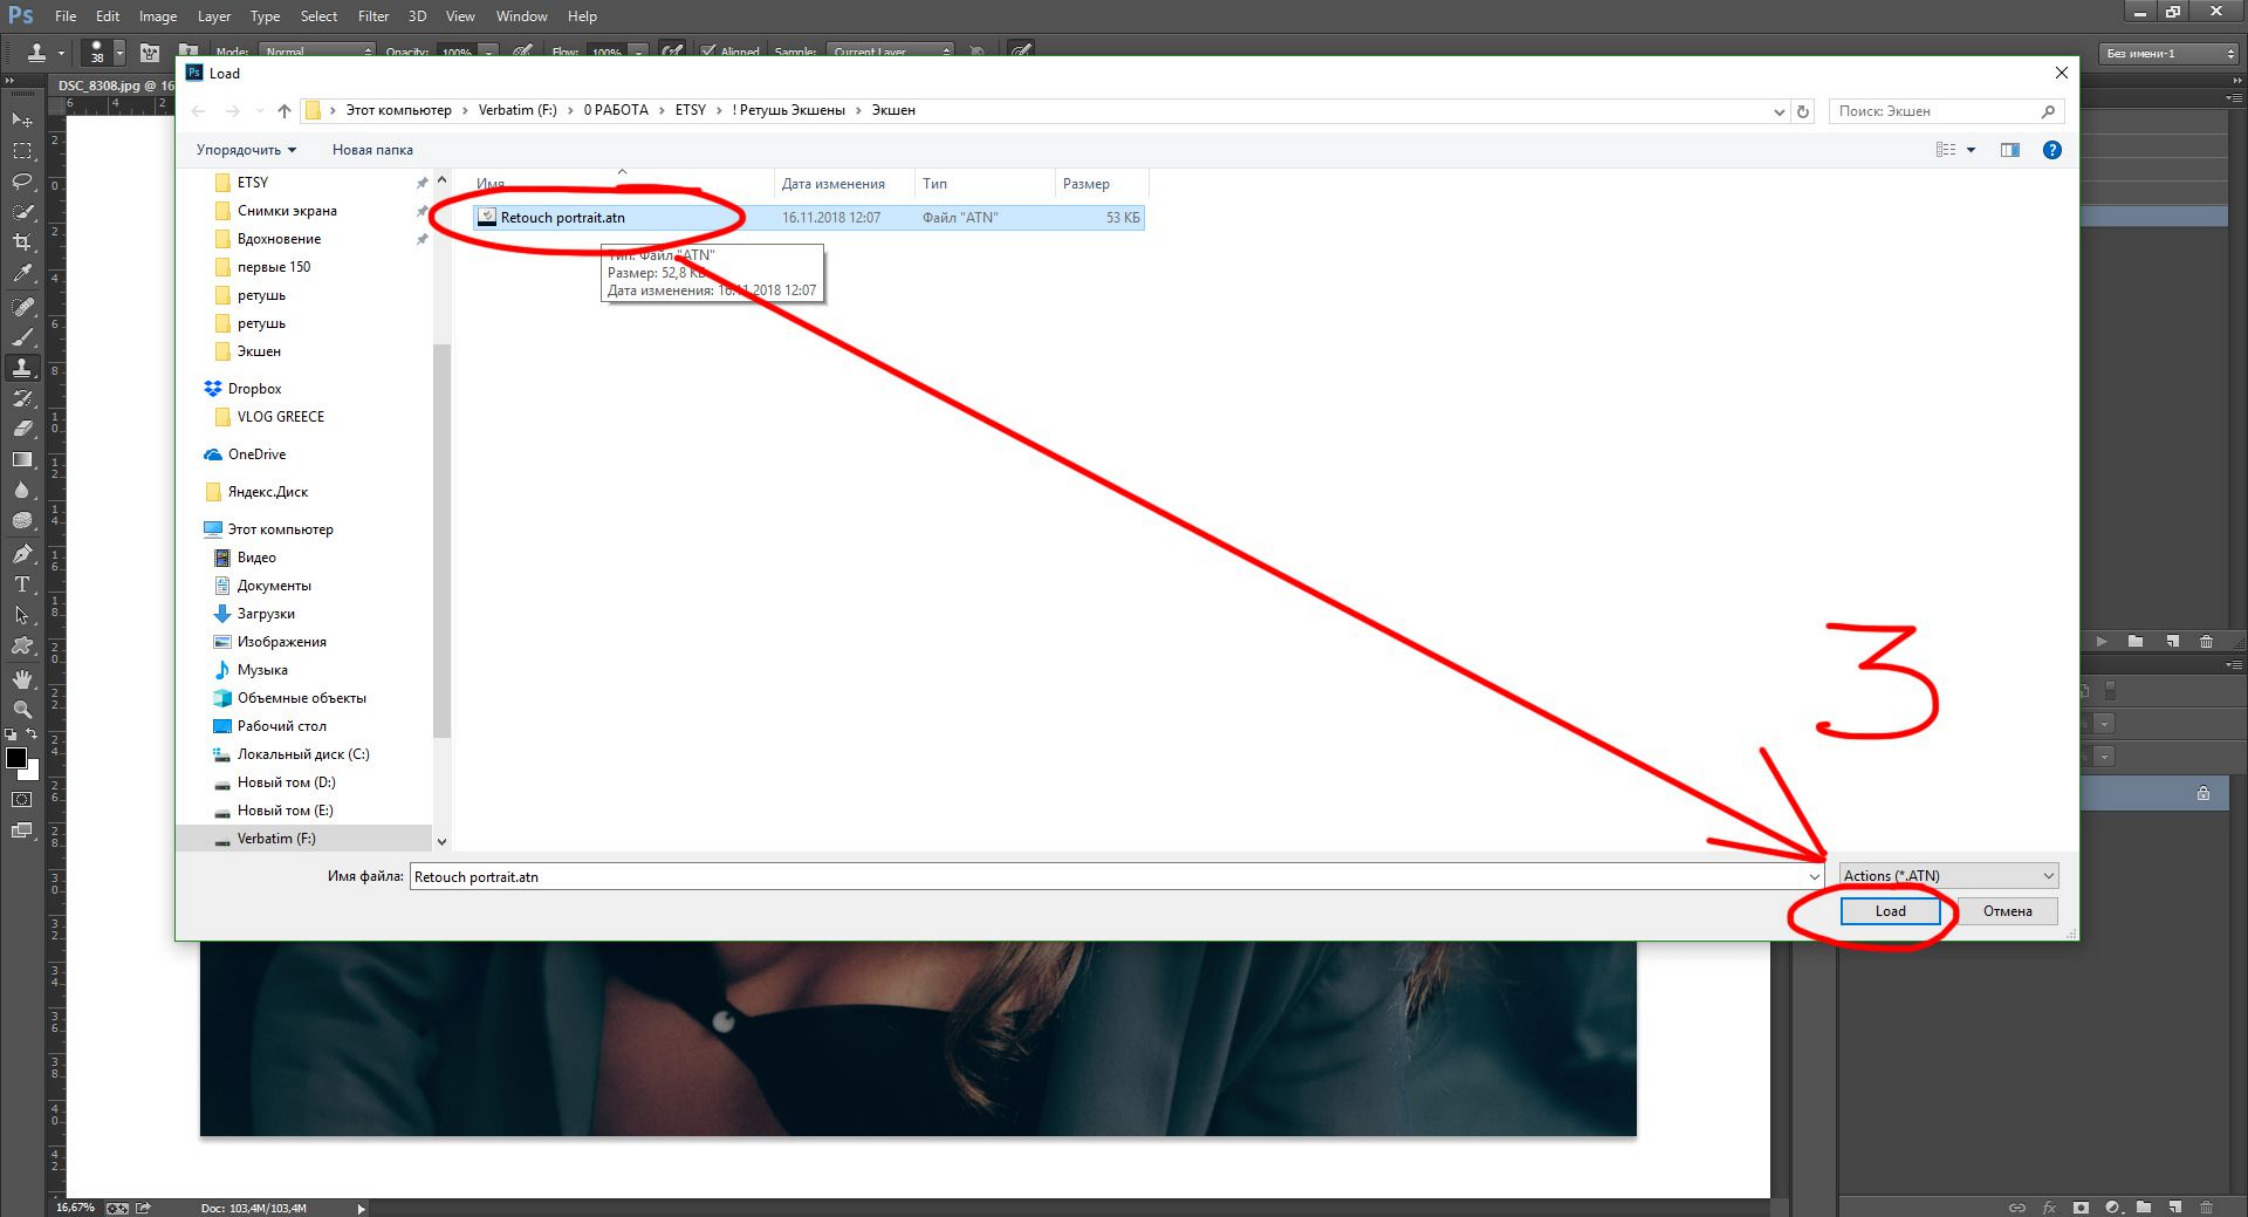 Ps File Edit Image Layer Type Select Filter 3D View Window Help
38 Mode: Normal Opacity: 100% Flow: 100% Aligned Sample: Current Layer Без имени-1
DSC_8308.jpg @ 16
Load
Этот компьютер > Verbatim (F:) > 0 РАБОТА > ETSY > ! Ретушь Экшены > Экшен
Поиск: Экшен
Упорядочить Новая папка
Имя Дата изменения Тип Размер
Retouch portrait.atn 16.11.2018 12:07 Файл "ATN" 53 КБ
Тип: Файл "ATN"
Размер: 52,8 КБ
Дата изменения: 16.11.2018 12:07
ETSY
Снимки экрана
Вдохновение
первые 150
ретушь
ретушь
Экшен
Dropbox
VLOG GREECE
OneDrive
Яндекс.Диск
Этот компьютер
Видео
Документы
Загрузки
Изображения
Музыка
Объемные объекты
Рабочий стол
Локальный диск (C:)
Новый том (D:)
Новый том (E:)
Verbatim (F:)
3
Имя файла: Retouch portrait.atn Actions (*.ATN)
Load Отмена
16,67% Doc: 103,4M/103,4M